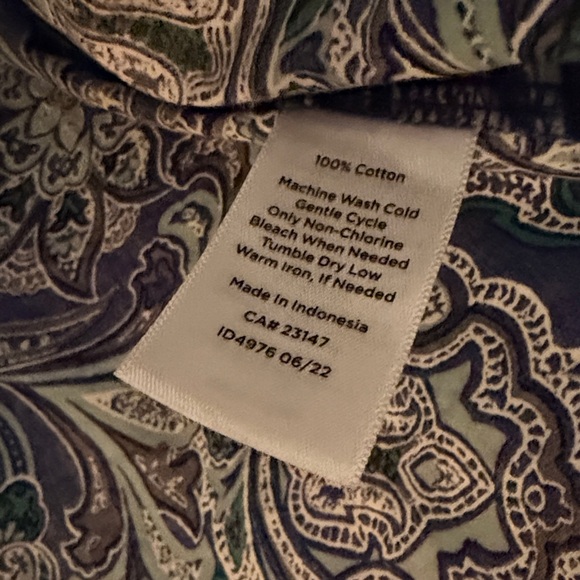 100% Cotton
Machine Wash Cold
Gentle Cycle
Only Non-Chlorine
Bleach When Needed
Tumble Dry Low
Warm Iron, If Needed
Made In Indonesia
CA# 23147
ID4976 06/22